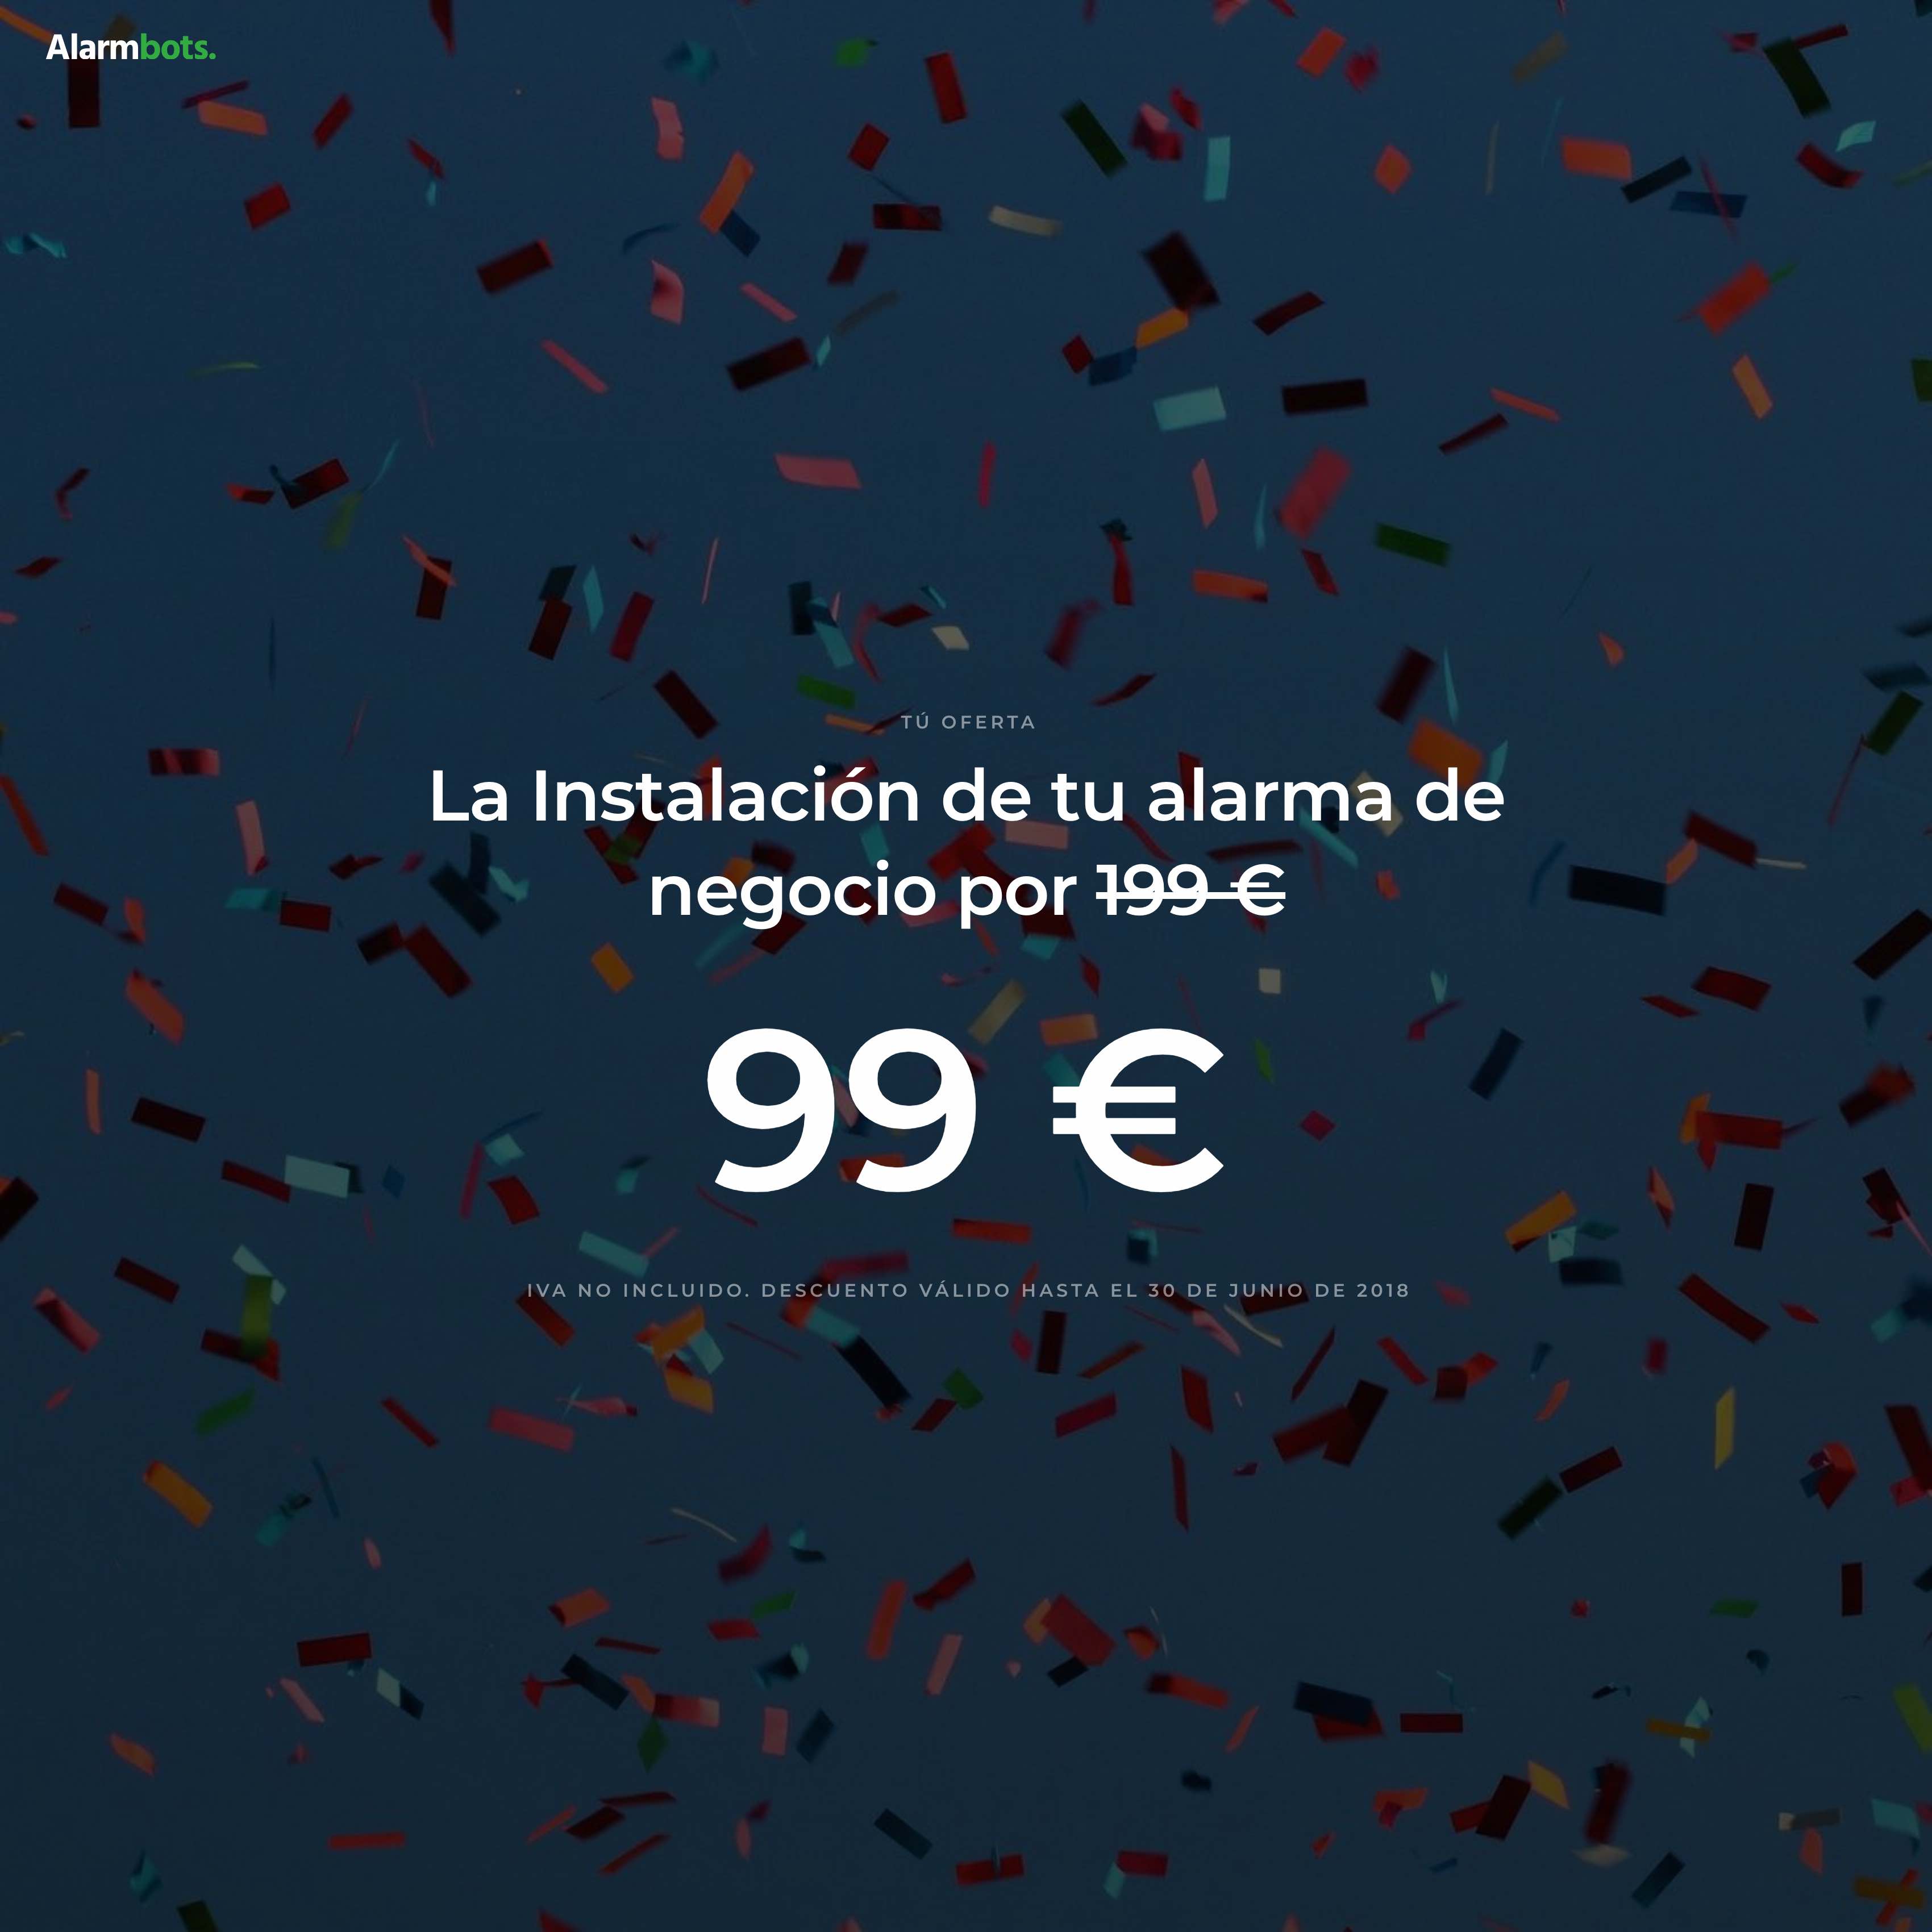 Alarmbots.
TÚ OFERTA
La Instalación de tu alarma de
negocio por 199 €
99 €
IVA NO INCLUIDO. DESCUENTO VÁLIDO HASTA EL 30 DE JUNIO DE 2018